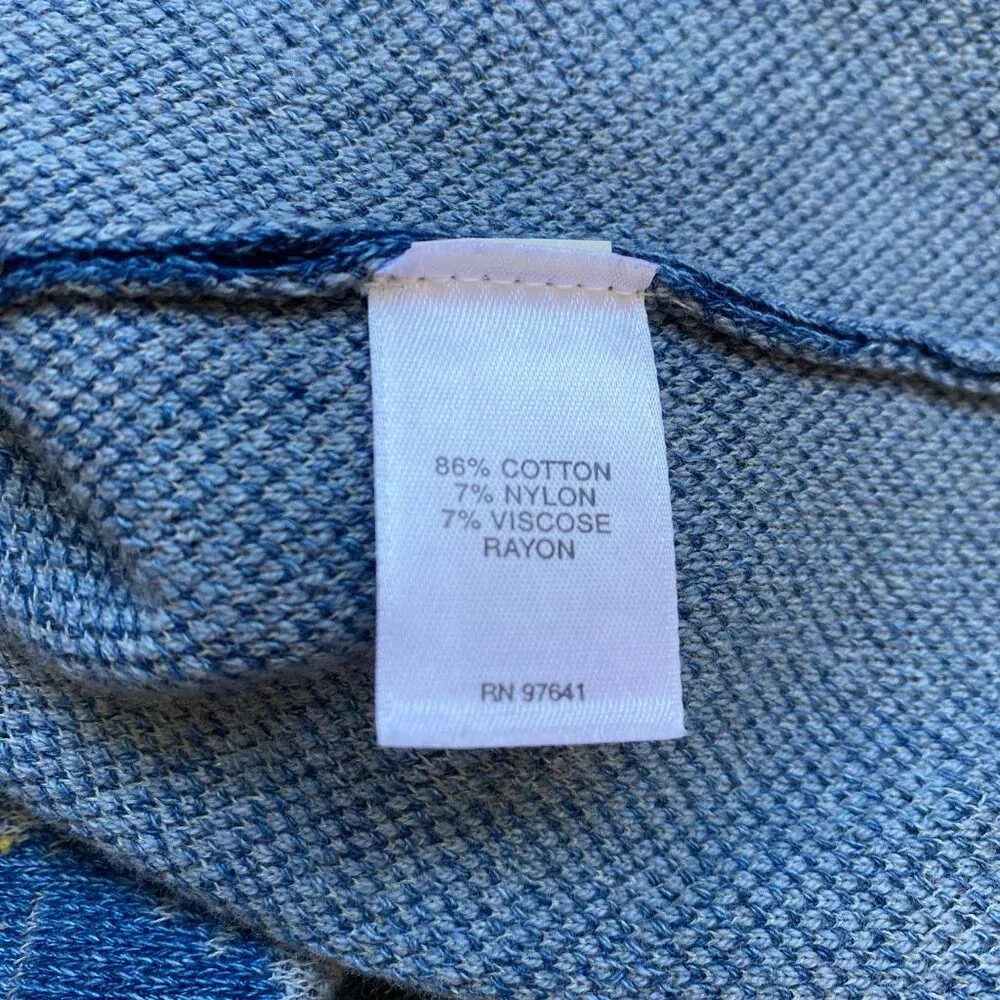 86% COTTON
7% NYLON
7% VISCOSE
RAYON
RN 97641